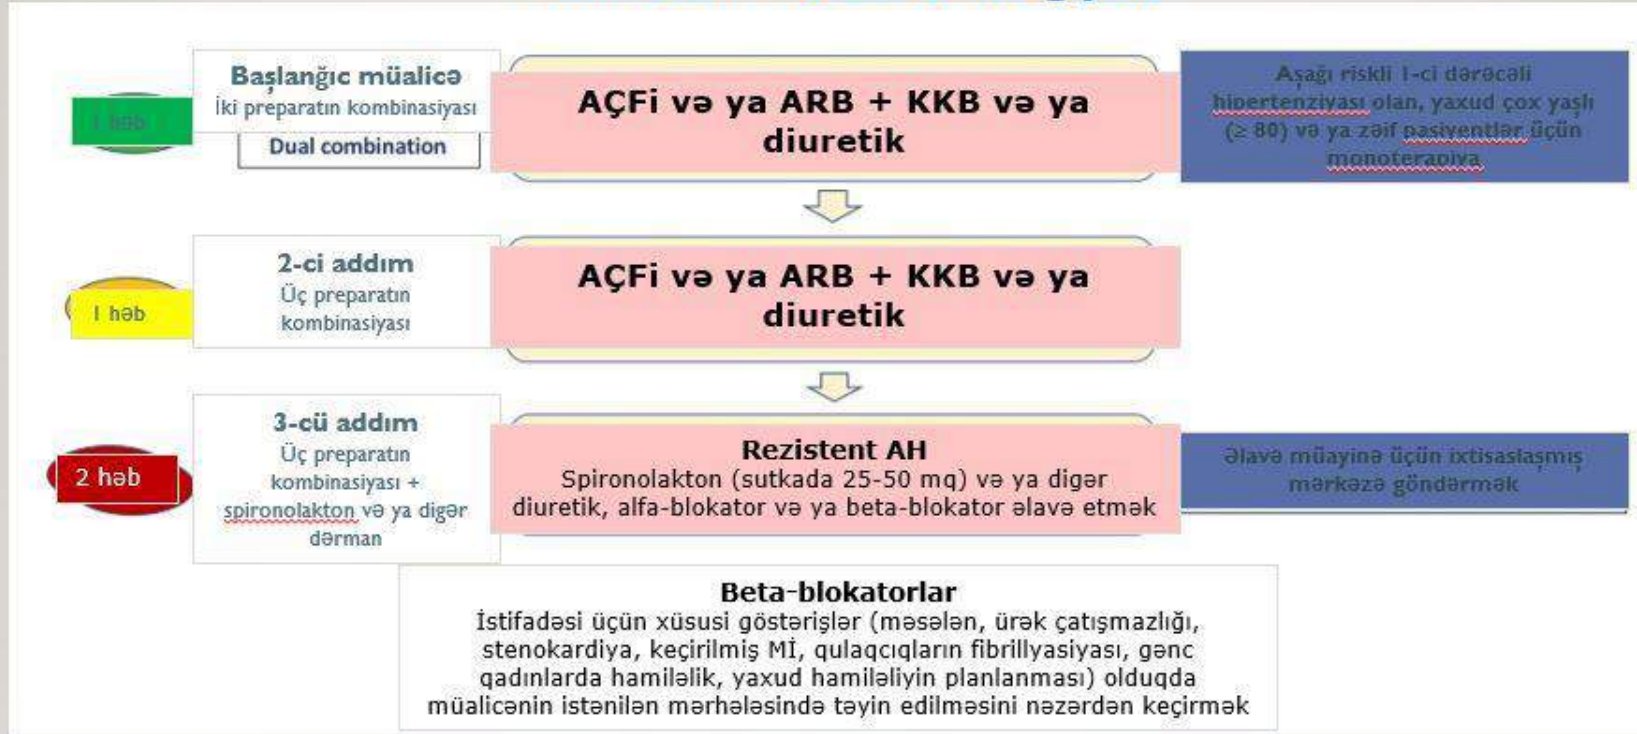 1 həb
Başlanğıc müalicə
İki preparatın kombinasiyası
Dual combination
AÇFi və ya ARB + KKB və ya
diuretik
Aşağı riskli 1-ci dərəcəli
hipertenziyası olan, yaxud çox yaşlı
(≥ 80) və ya zəif pasiyentlər üçün
monoterapiya
1 həb
2-ci addım
Üç preparatın
kombinasiyası
AÇFi və ya ARB + KKB və ya
diuretik
2 həb
3-cü addım
Üç preparatın
kombinasiyası +
spironolakton və ya digər
dərman
Rezistent AH
Spironolakton (sutkada 25-50 mq) və ya digər
diuretik, alfa-blokator və ya beta-blokator əlavə etmək
Əlavə müayinə üçün ixtisaslaşmış
mərkəzə göndərmək
Beta-blokatorlar
İstifadəsi üçün xüsusi göstərişlər (məsələn, ürək çatışmazlığı,
stenokardiya, keçirilmiş Mİ, qulaqcıqların fibrillyasiyası, gənc
qadınlarda hamiləlik, yaxud hamiləliyin planlanması) olduqda
müalicənin istənilən mərhələsində təyin edilməsini nəzərdən keçirmək